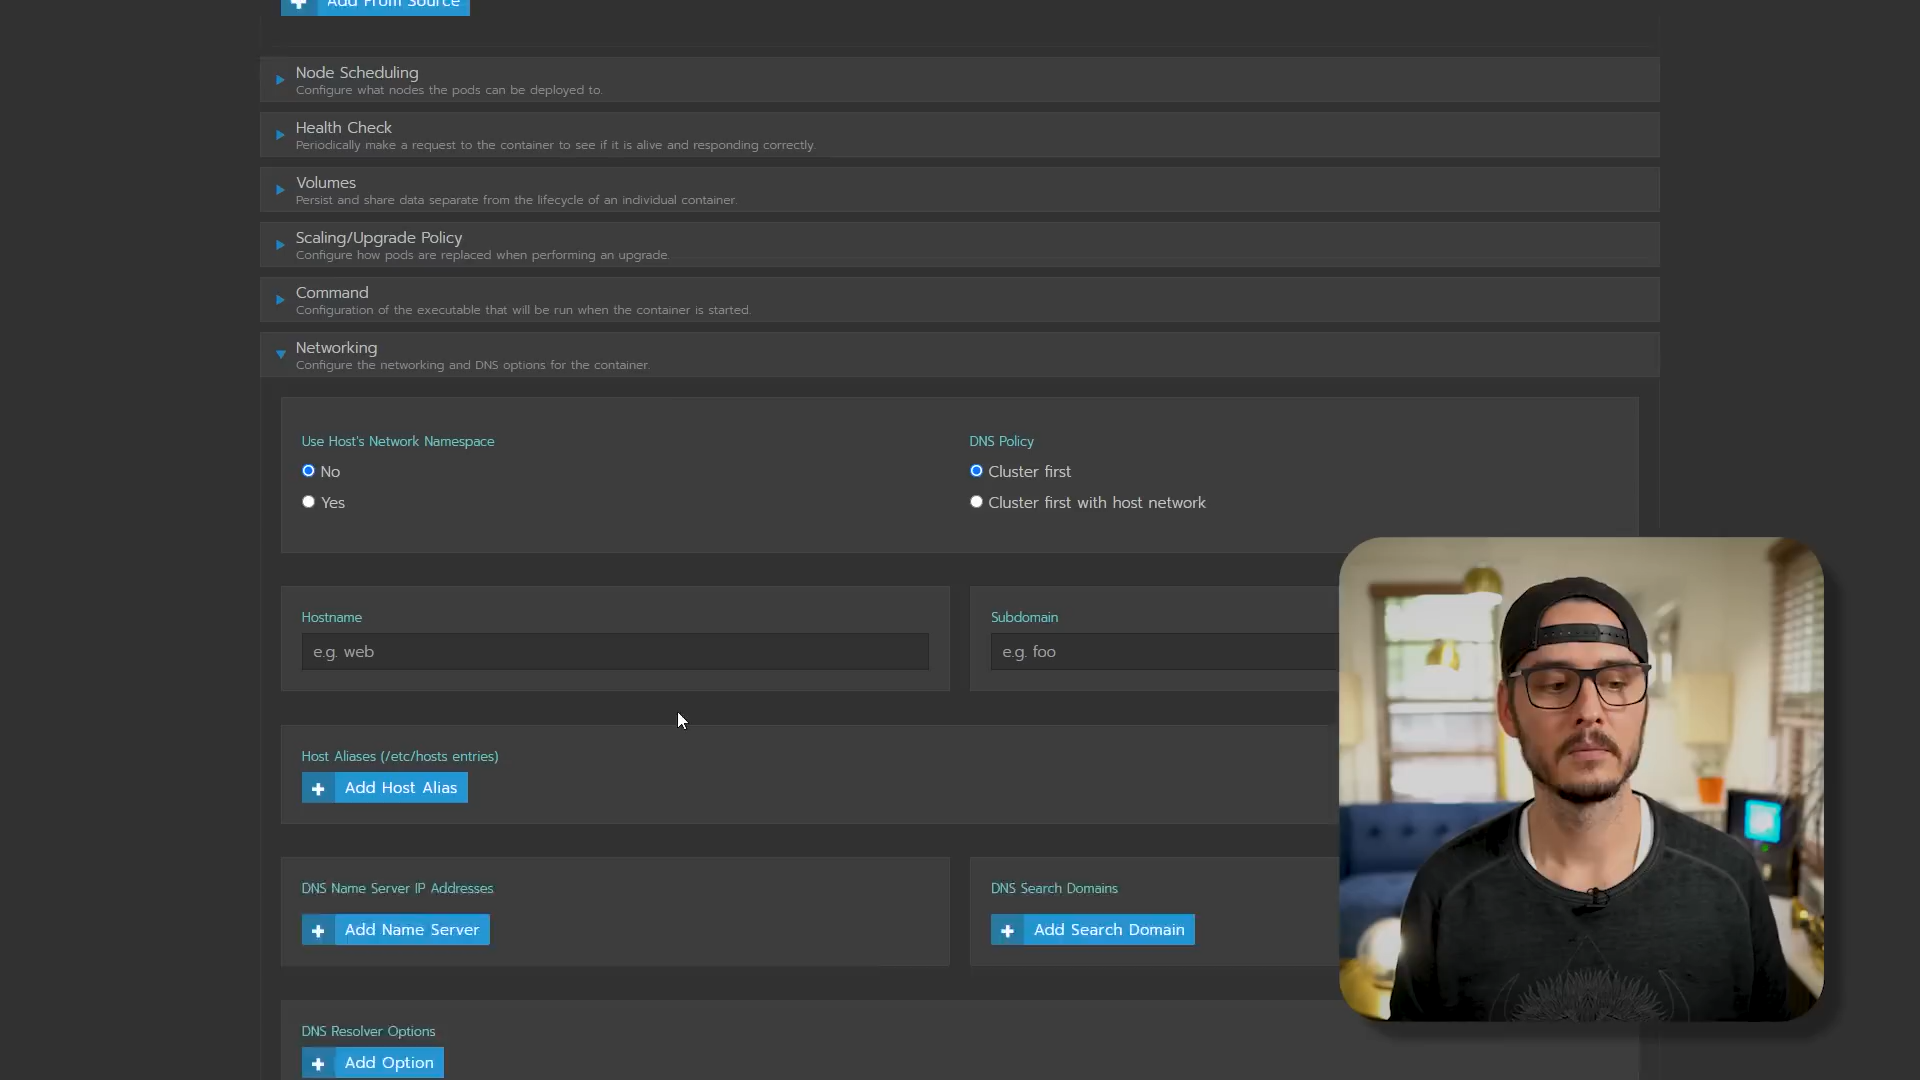 Add From Source
Node Scheduling
Configure what nodes the pods can be deployed to.
Health Check
Periodically make a request to the container to see if it is alive and responding correctly.
Volumes
Persist and share data separate from the lifecycle of an individual container.
Scaling/Upgrade Policy
Configure how pods are replaced when performing an upgrade.
Command
Configuration of the executable that will be run when the container is started.
Networking
Configure the networking and DNS options for the container.
Use Host's Network Namespace
No
Yes
DNS Policy
Cluster first
Cluster first with host network
Hostname
e.g. web
Subdomain
e.g. foo
Host Aliases (/etc/hosts entries)
Add Host Alias
DNS Name Server IP Addresses
Add Name Server
DNS Search Domains
Add Search Domain
DNS Resolver Options
Add Option